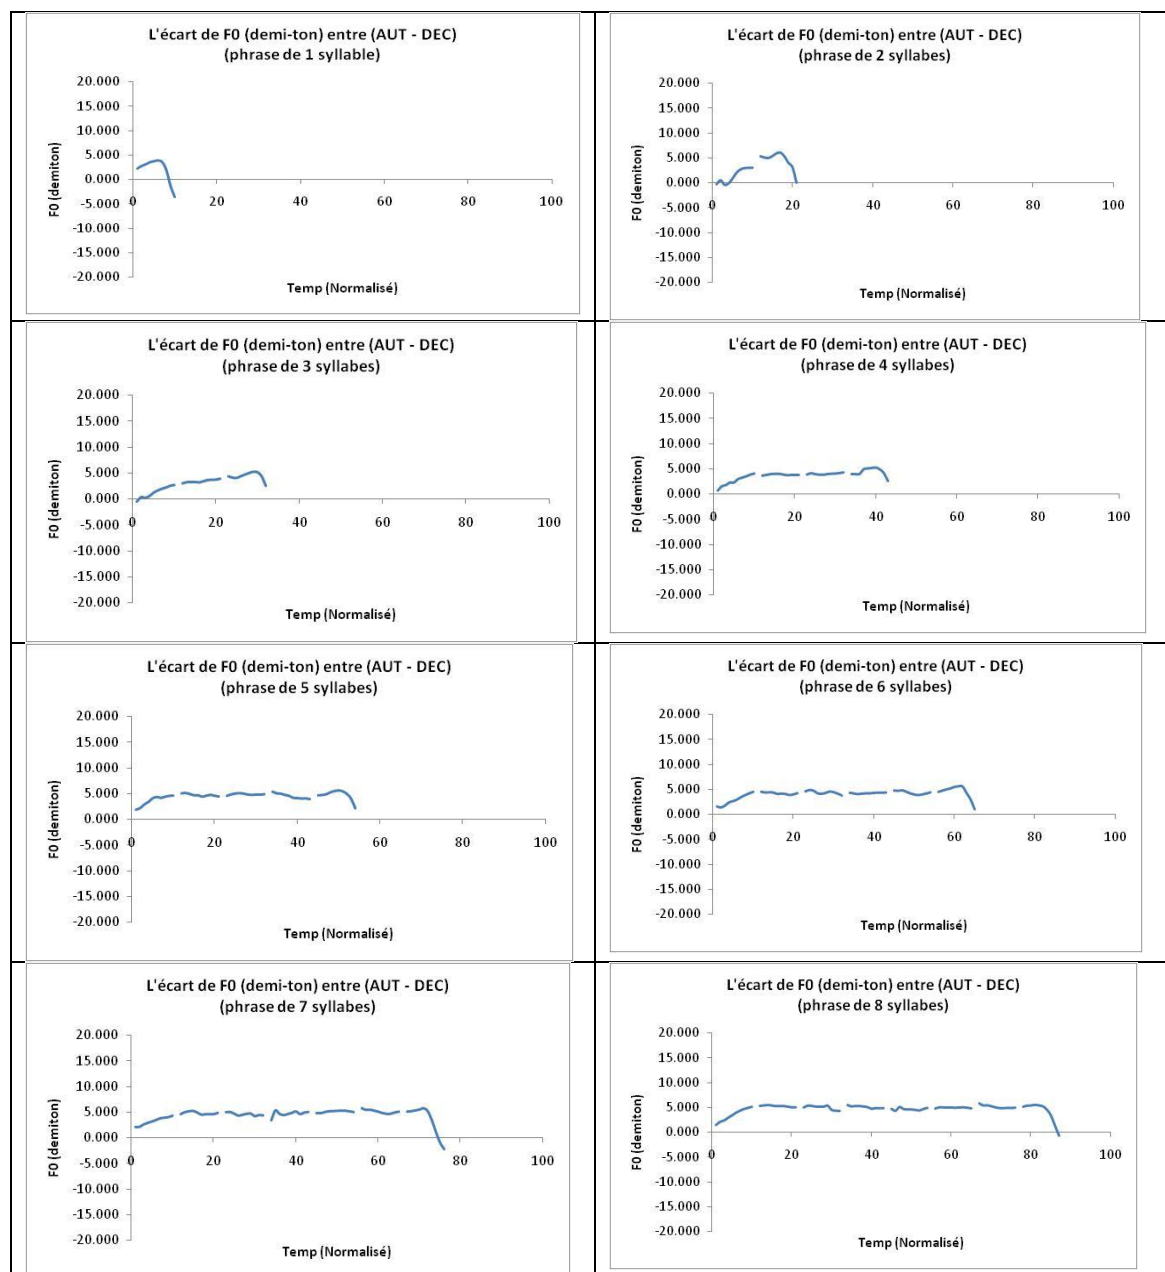 L'écart de F0 (demi-ton) entre (AUT - DEC)
(phrase de 1 syllable)
20.000
15.000
10.000
5.000
0.000
-5.000
-10.000
-15.000
-20.000
0 20 40 60 80 100
F0 (demiton)
Temp (Normalisé)
L'écart de F0 (demi-ton) entre (AUT - DEC)
(phrase de 2 syllabes)
20.000
15.000
10.000
5.000
0.000
-5.000
-10.000
-15.000
-20.000
0 20 40 60 80 100
F0 (demiton)
Temp (Normalisé)
L'écart de F0 (demi-ton) entre (AUT - DEC)
(phrase de 3 syllabes)
20.000
15.000
10.000
5.000
0.000
-5.000
-10.000
-15.000
-20.000
0 20 40 60 80 100
F0 (demiton)
Temp (Normalisé)
L'écart de F0 (demi-ton) entre (AUT - DEC)
(phrase de 4 syllabes)
20.000
15.000
10.000
5.000
0.000
-5.000
-10.000
-15.000
-20.000
0 20 40 60 80 100
F0 (demiton)
Temp (Normalisé)
L'écart de F0 (demi-ton) entre (AUT - DEC)
(phrase de 5 syllabes)
20.000
15.000
10.000
5.000
0.000
-5.000
-10.000
-15.000
-20.000
0 20 40 60 80 100
F0 (demiton)
Temp (Normalisé)
L'écart de F0 (demi-ton) entre (AUT - DEC)
(phrase de 6 syllabes)
20.000
15.000
10.000
5.000
0.000
-5.000
-10.000
-15.000
-20.000
0 20 40 60 80 100
F0 (demiton)
Temp (Normalisé)
L'écart de F0 (demi-ton) entre (AUT - DEC)
(phrase de 7 syllabes)
20.000
15.000
10.000
5.000
0.000
-5.000
-10.000
-15.000
-20.000
0 20 40 60 80 100
F0 (demiton)
Temp (Normalisé)
L'écart de F0 (demi-ton) entre (AUT - DEC)
(phrase de 8 syllabes)
20.000
15.000
10.000
5.000
0.000
-5.000
-10.000
-15.000
-20.000
0 20 40 60 80 100
F0 (demiton)
Temp (Normalisé)